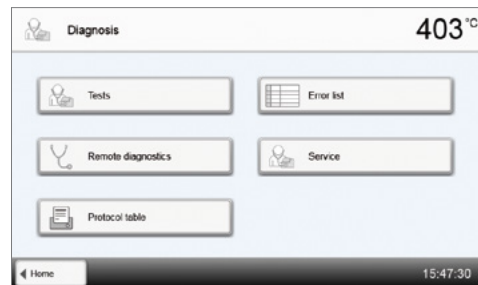 Diagnosis
403 °C
Tests
Error list
Remote diagnostics
Service
Protocol table
Home
15:47:30